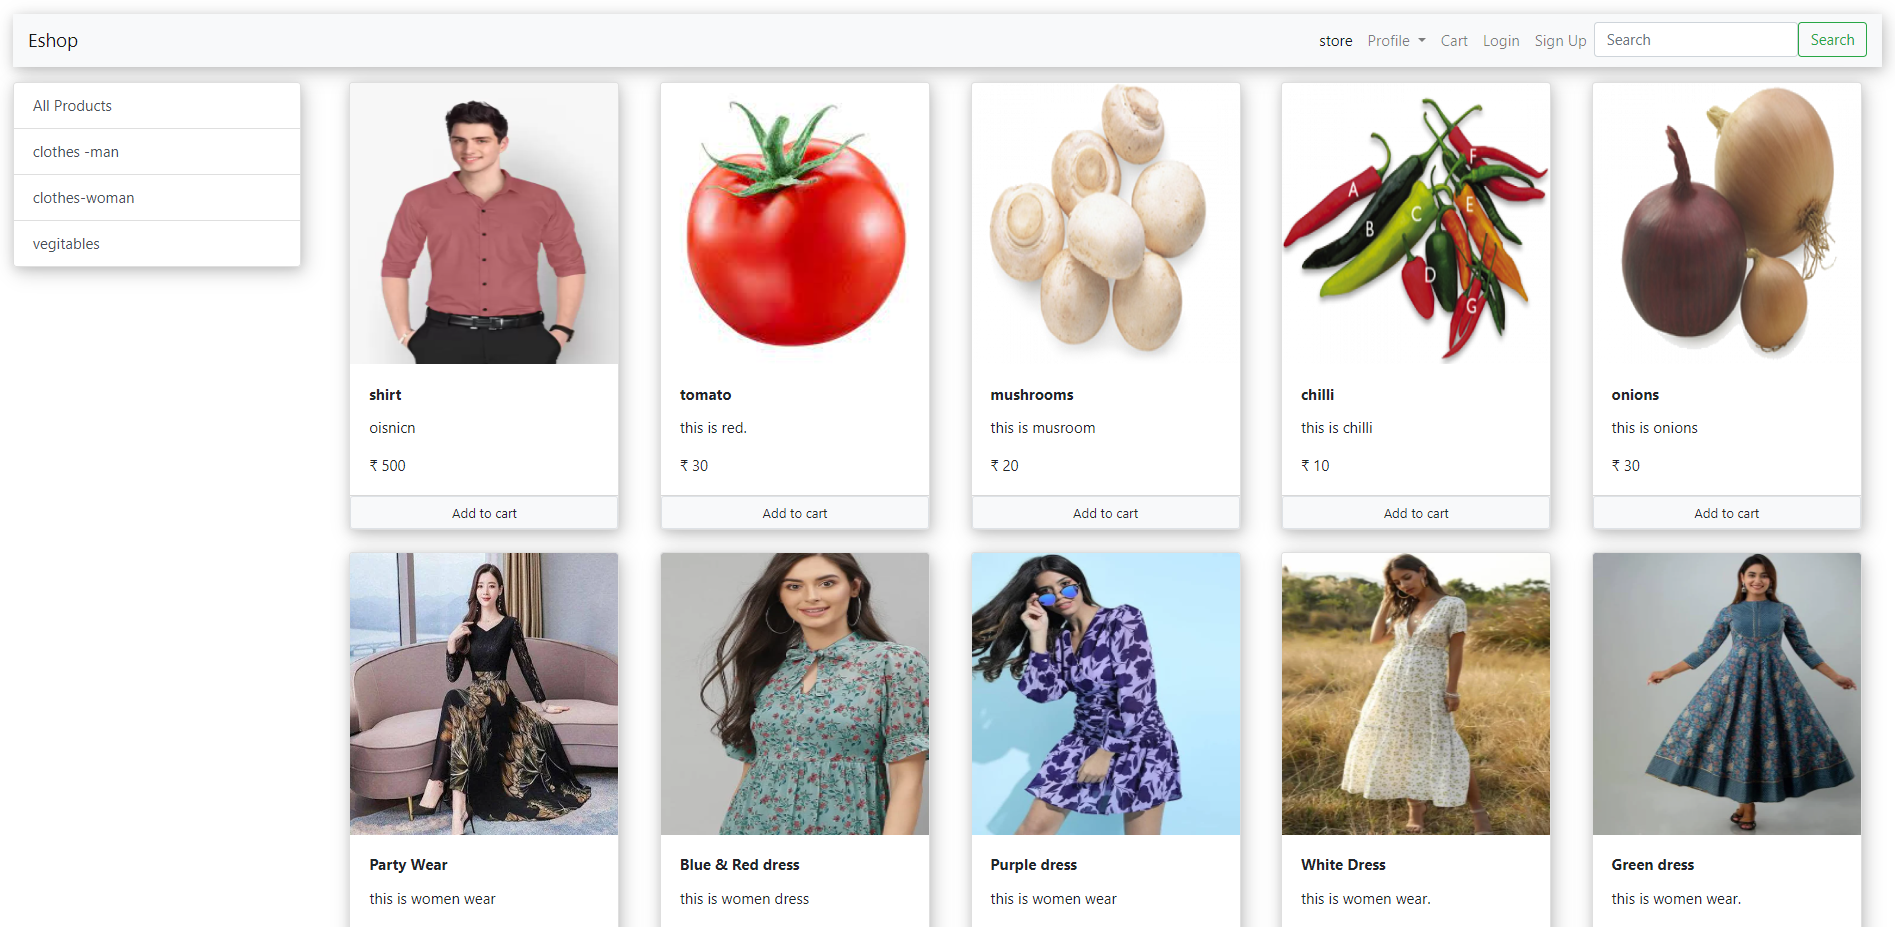 Eshop
store Profile Cart Login Sign Up Search Search
All Products
clothes -man
clothes-woman
vegitables
A
B
C
D
E
F
G
shirt
oisnicn
₹ 500
Add to cart
tomato
this is red.
₹ 30
Add to cart
mushrooms
this is musroom
₹ 20
Add to cart
chilli
this is chilli
₹ 10
Add to cart
onions
this is onions
₹ 30
Add to cart
Party Wear
this is women wear
Blue & Red dress
this is women dress
Purple dress
this is women wear
White Dress
this is women wear.
Green dress
this is women wear.